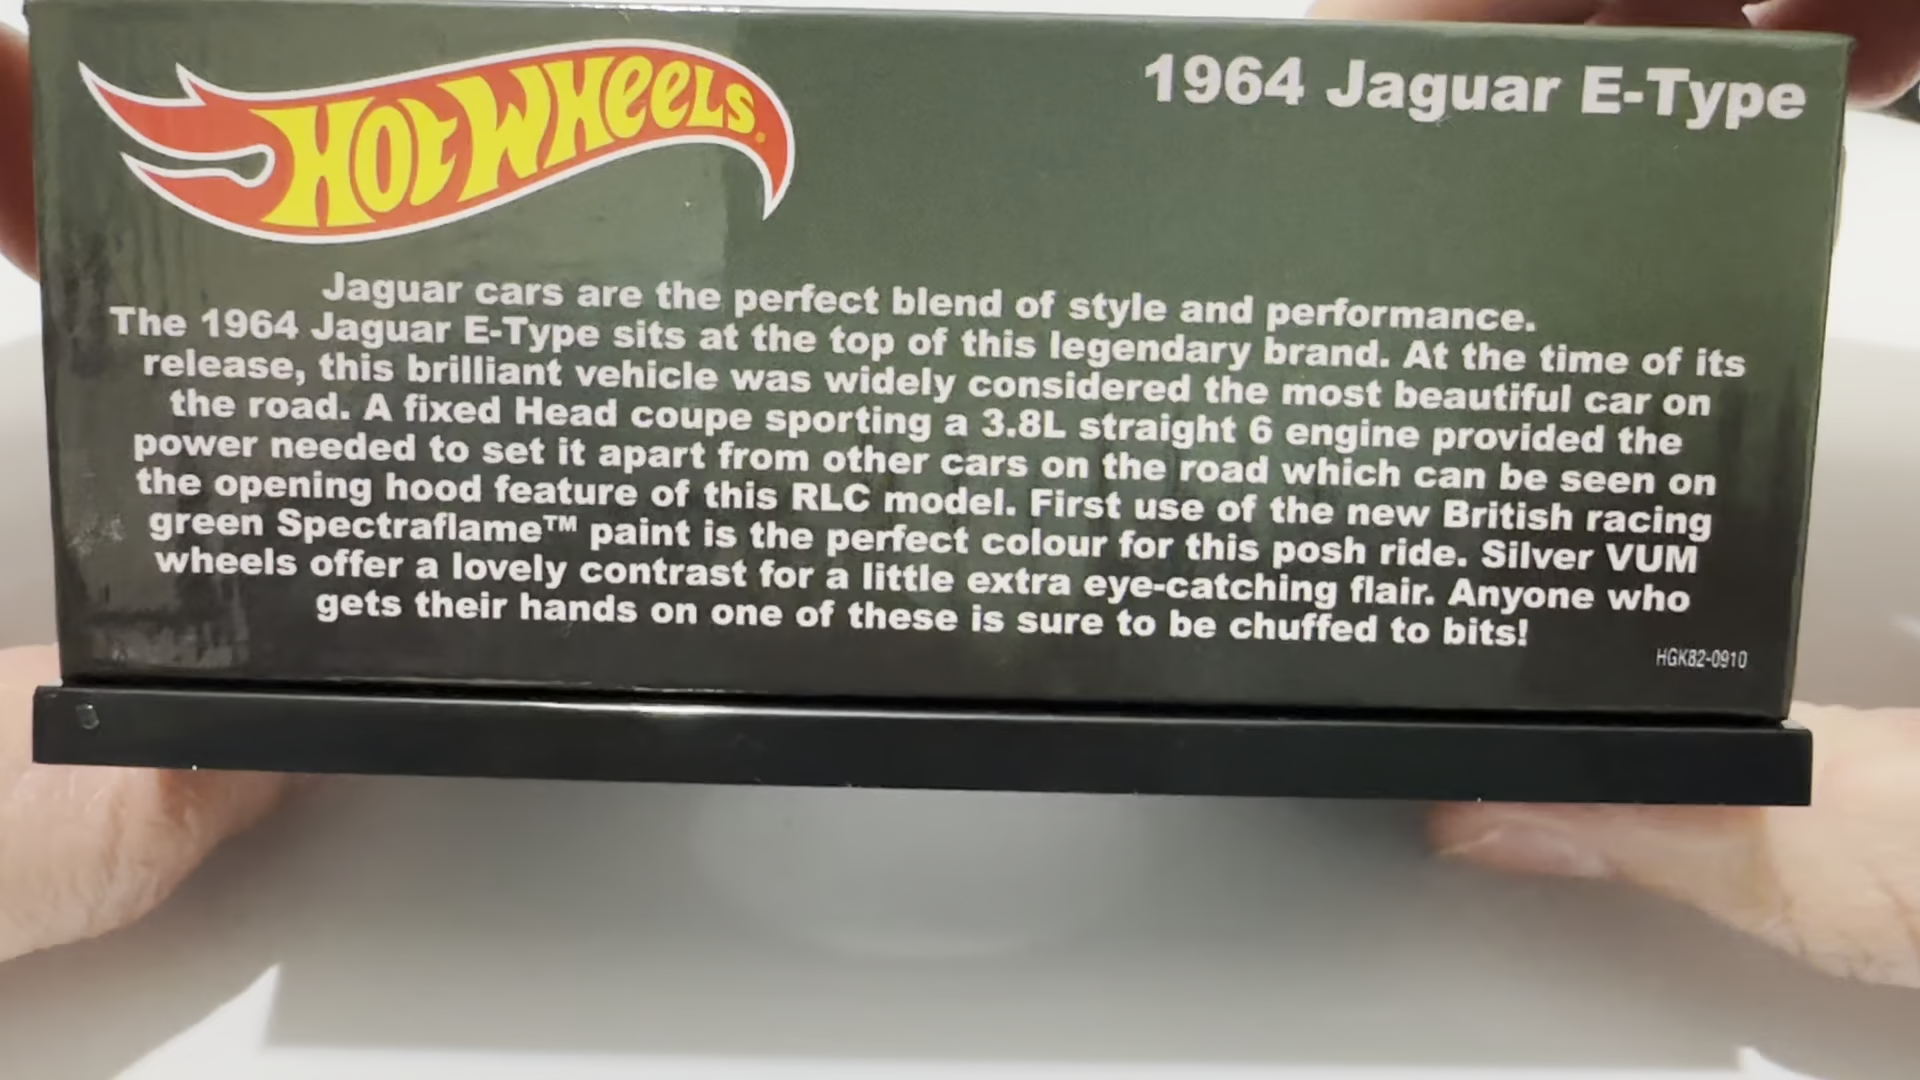 HOT WHEELS.
1964 Jaguar E-Type
Jaguar cars are the perfect blend of style and performance.
The 1964 Jaguar E-Type sits at the top of this legendary brand. At the time of its
release, this brilliant vehicle was widely considered the most beautiful car on
the road. A fixed Head coupe sporting a 3.8L straight 6 engine provided the
power needed to set it apart from other cars on the road which can be seen on
the opening hood feature of this RLC model. First use of the new British racing
green Spectraflame™ paint is the perfect colour for this posh ride. Silver VUM
wheels offer a lovely contrast for a little extra eye-catching flair. Anyone who
gets their hands on one of these is sure to be chuffed to bits!
HGK82-0910